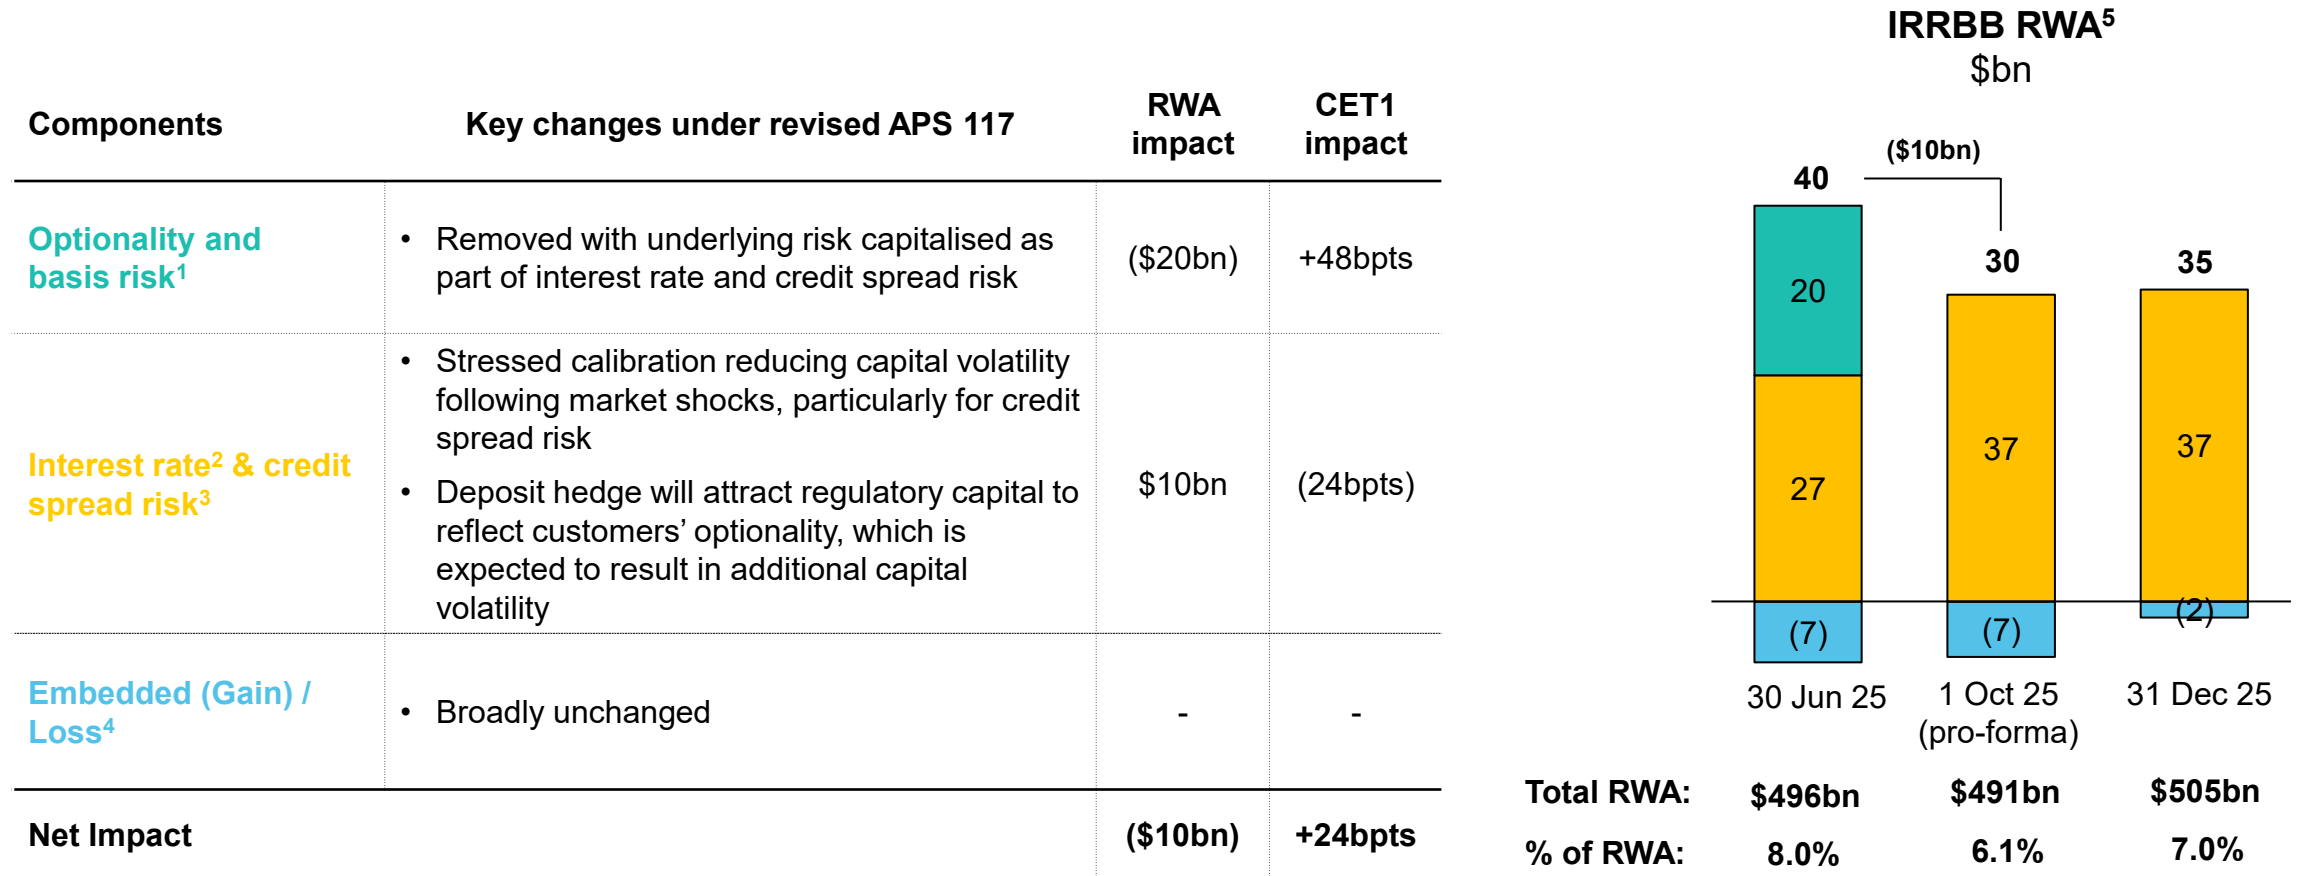 Components
Key changes under revised APS 117
RWA
impact
CET1
impact
Optionality and
basis risk¹
• Removed with underlying risk capitalised as
part of interest rate and credit spread risk
($20bn)
+48bpts
Interest rate² & credit
spread risk³
• Stressed calibration reducing capital volatility
following market shocks, particularly for credit
spread risk
• Deposit hedge will attract regulatory capital to
reflect customers’ optionality, which is
expected to result in additional capital
volatility
$10bn
(24bpts)
Embedded (Gain) /
Loss⁴
• Broadly unchanged
-
-
Net Impact
($10bn)
+24bpts
IRRBB RWA⁵
$bn
($10bn)
40
30
35
20
27
37
37
(7)
(7)
(2)
30 Jun 25
1 Oct 25
(pro-forma)
31 Dec 25
Total RWA:
$496bn
$491bn
$505bn
% of RWA:
8.0%
6.1%
7.0%